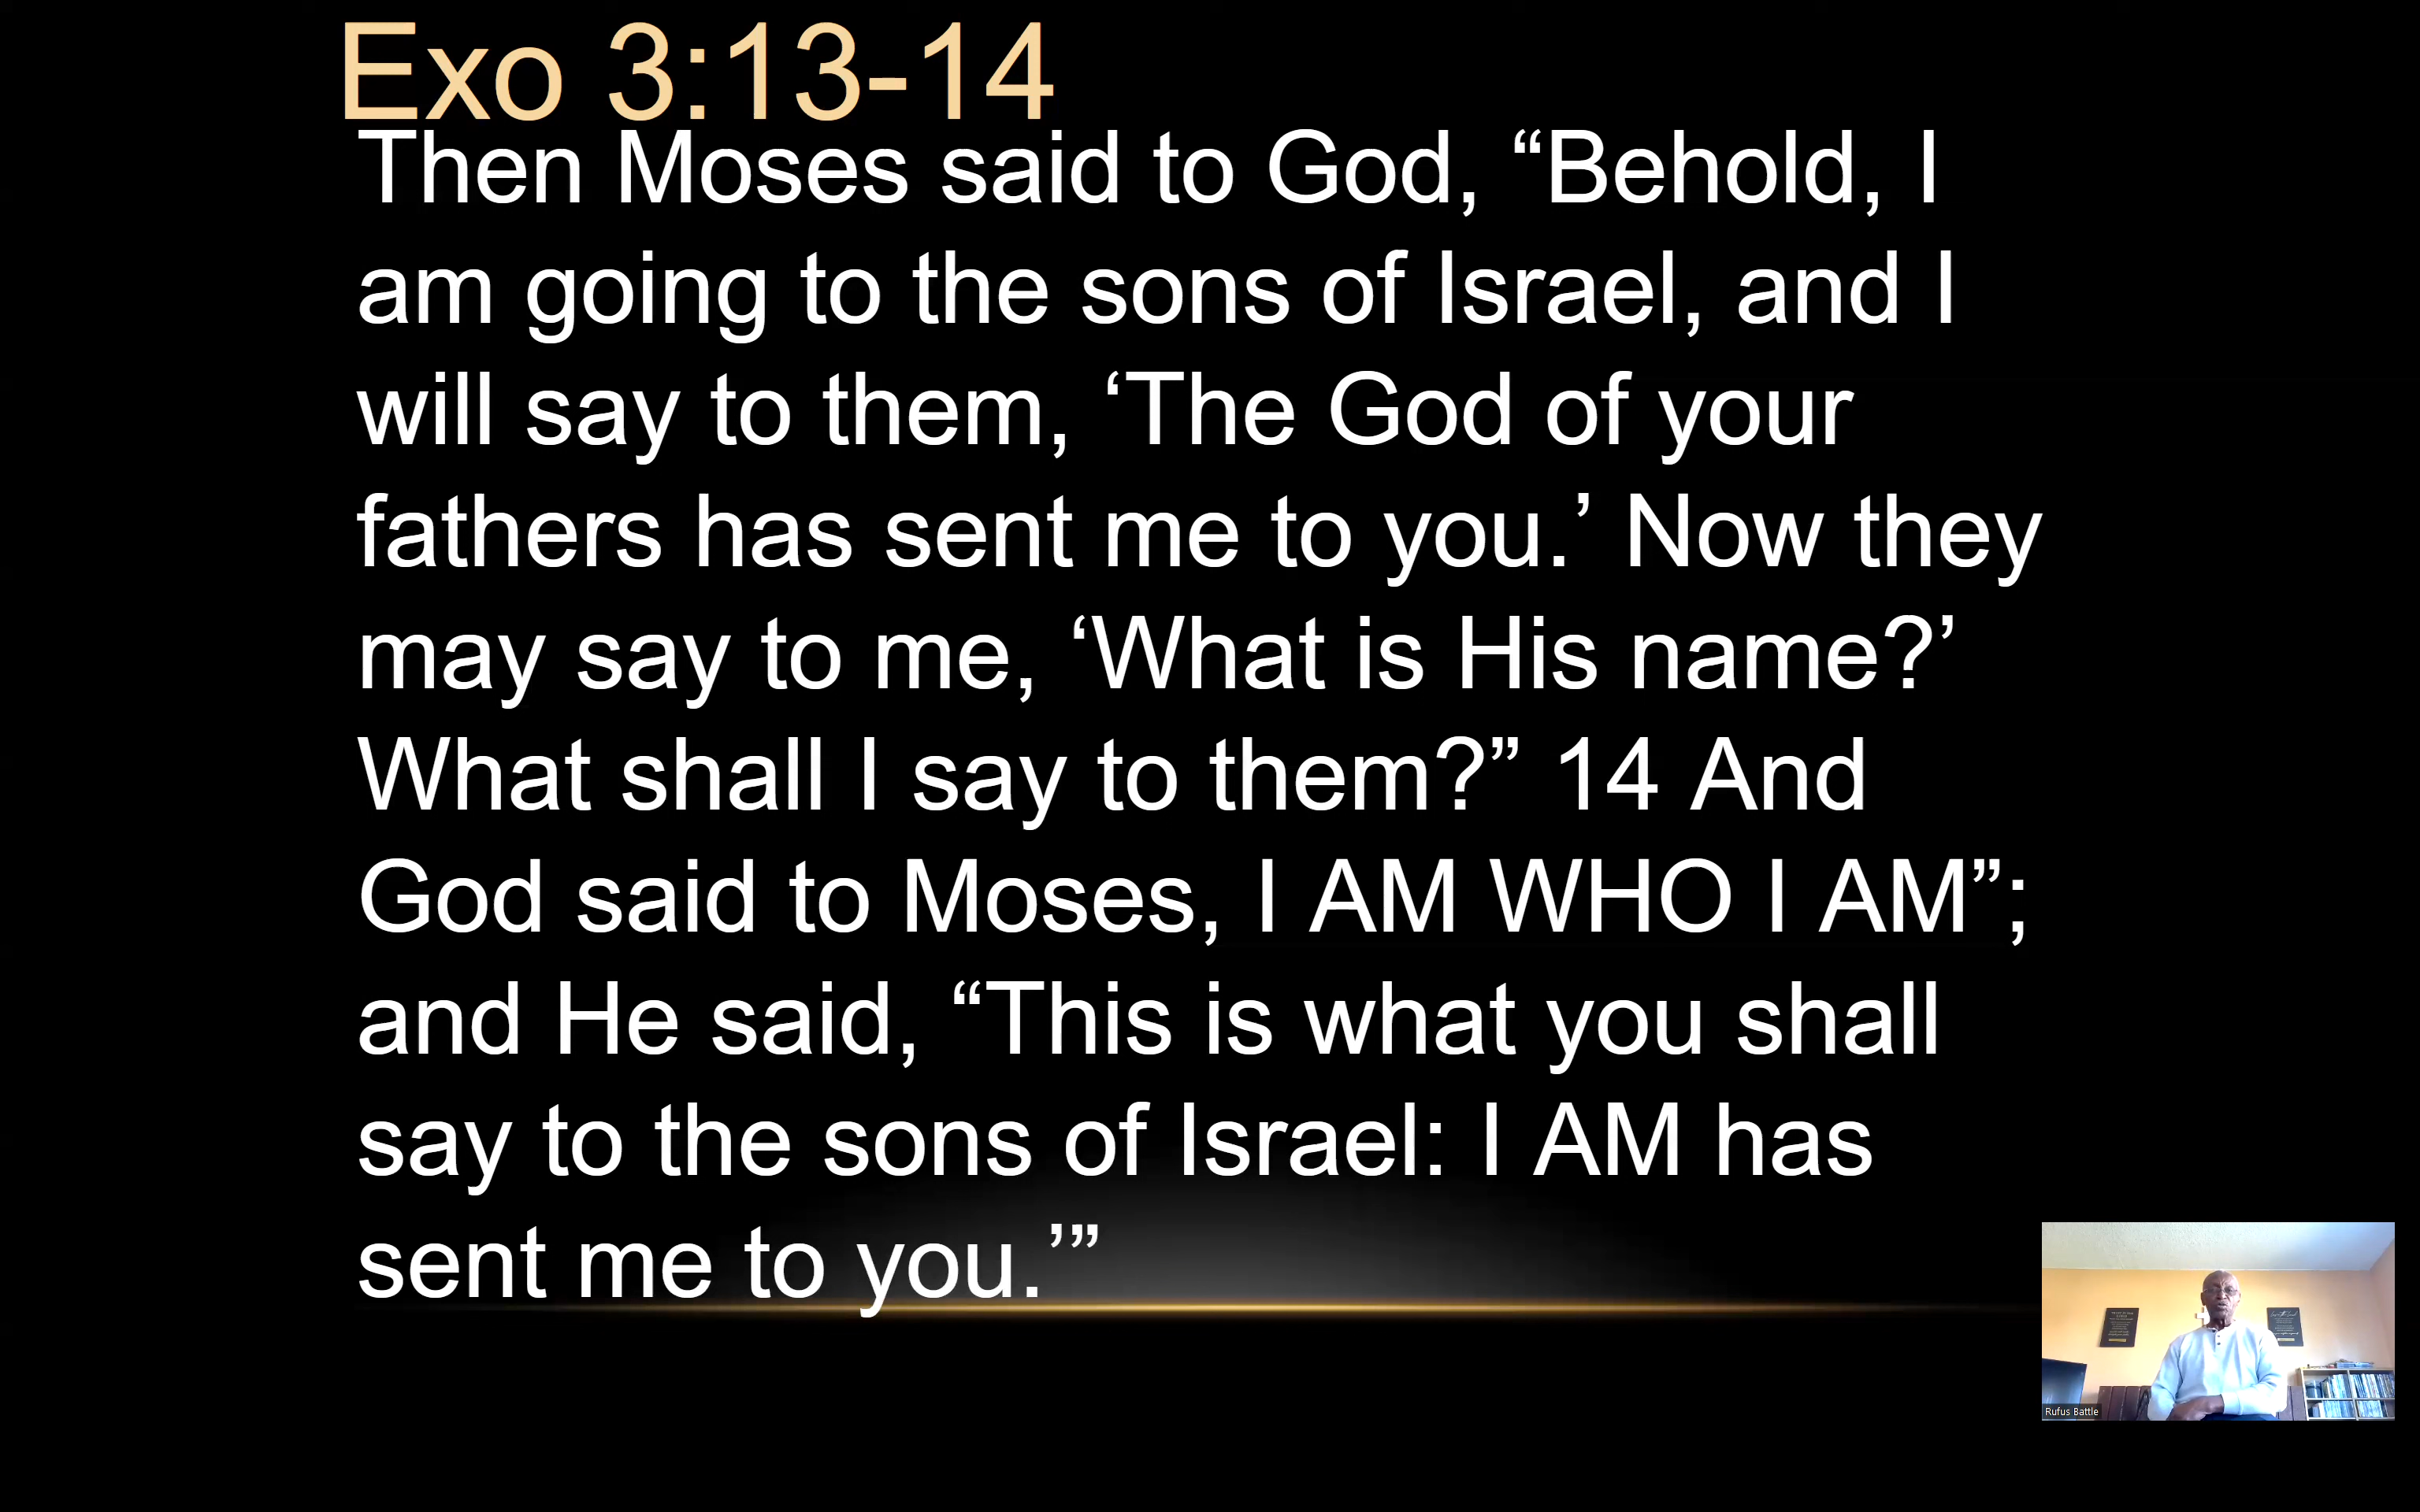 Exo 3:13-14
Then Moses said to God, “Behold, I
am going to the sons of Israel, and I
will say to them, ‘The God of your
fathers has sent me to you.’ Now they
may say to me, ‘What is His name?’
What shall I say to them?” 14 And
God said to Moses, I AM WHO I AM”;
and He said, “This is what you shall
say to the sons of Israel: I AM has
sent me to you.’”
Rufus Battle